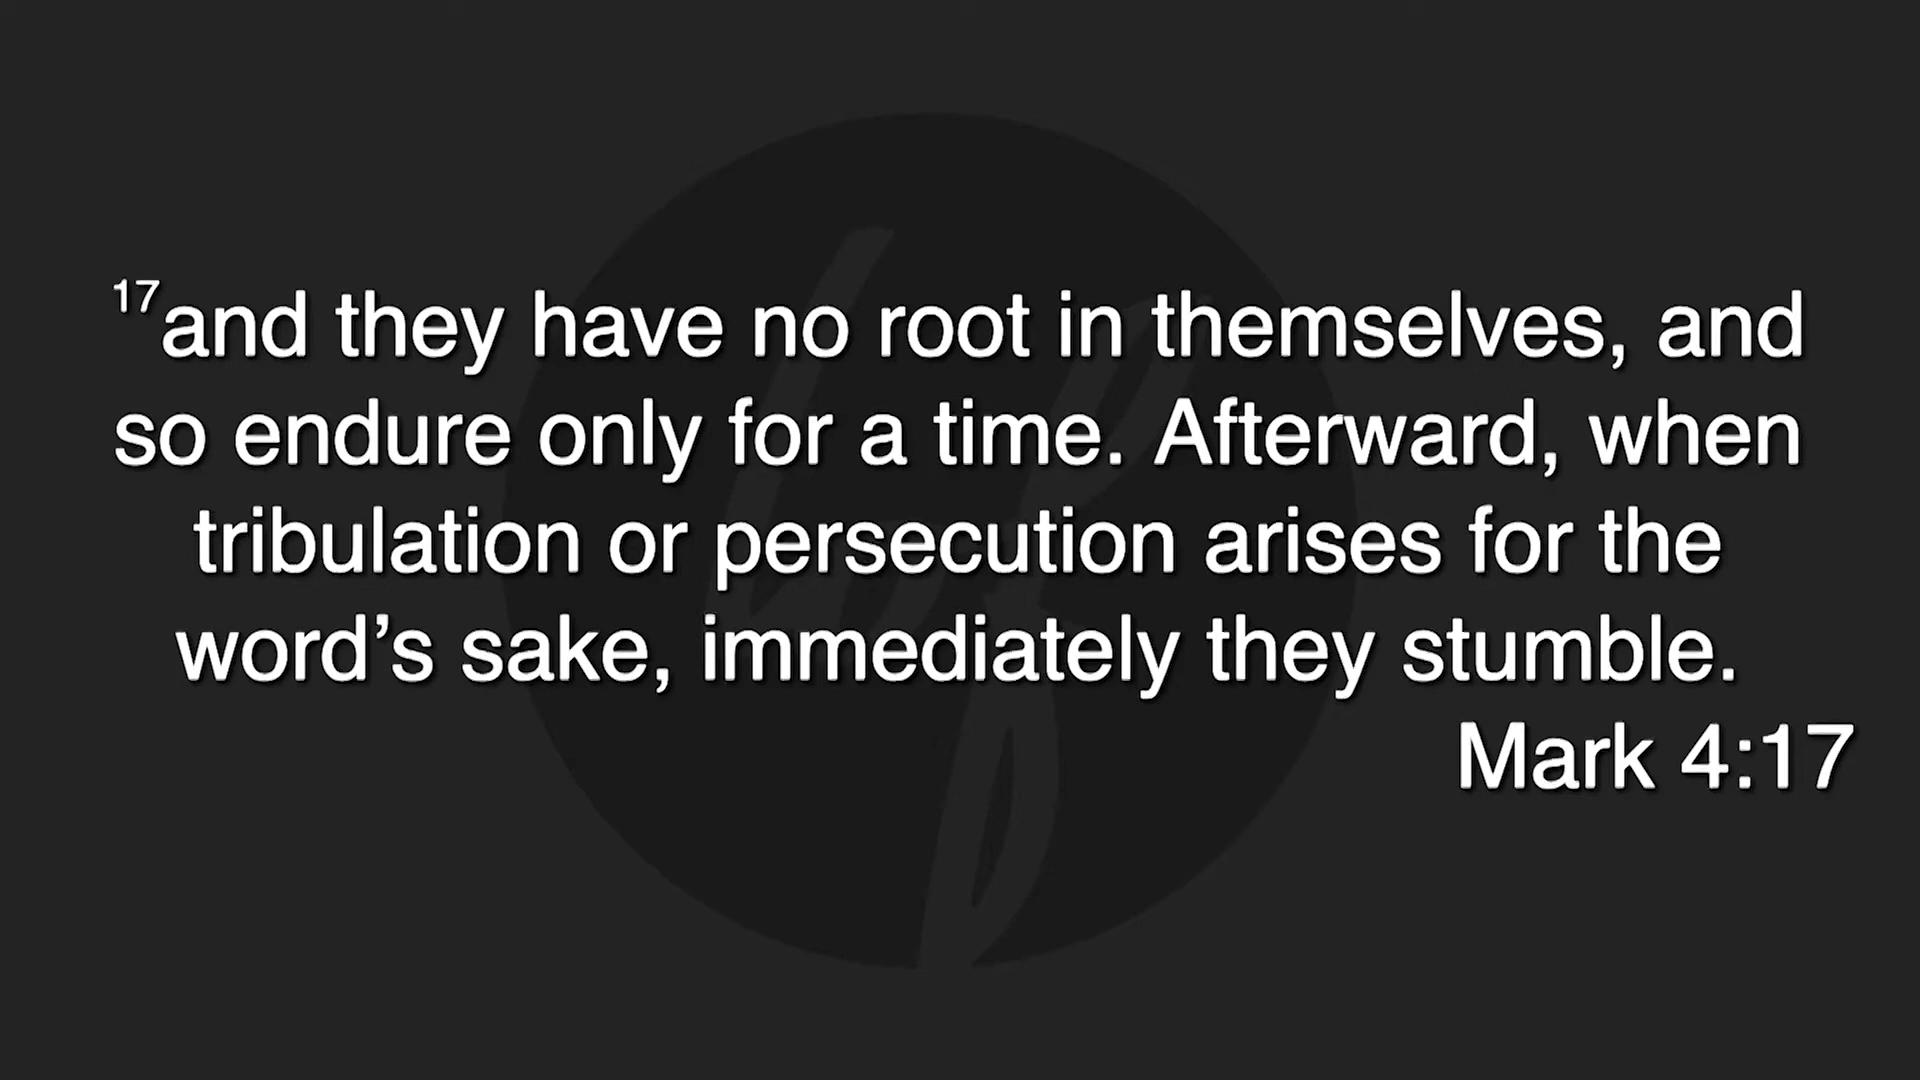 17and they have no root in themselves, and
so endure only for a time. Afterward, when
tribulation or persecution arises for the
word’s sake, immediately they stumble.
Mark 4:17